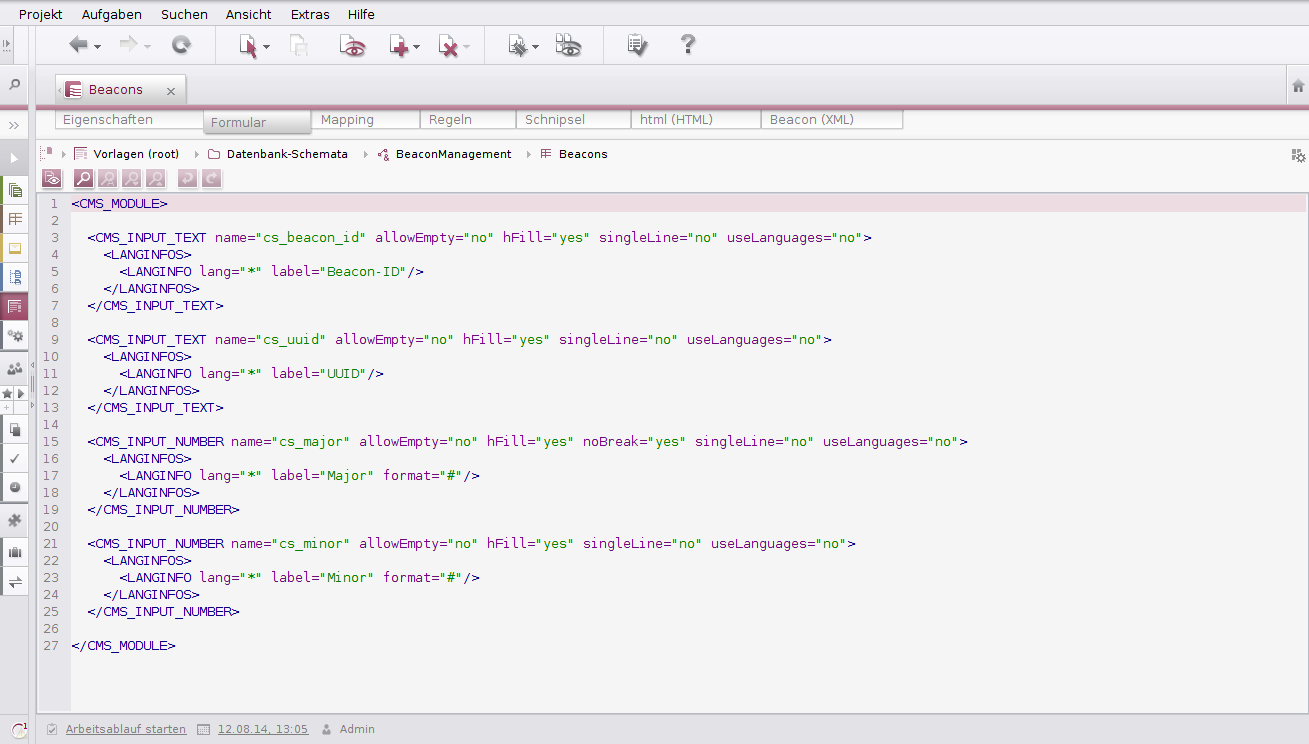 Projekt Aufgaben Suchen Ansicht Extras Hilfe
Beacons
Eigenschaften Formular Mapping Regeln Schnipsel html (HTML) Beacon (XML)
Vorlagen (root) Datenbank-Schemata BeaconManagement Beacons
1 <CMS_MODULE>
2
3 <CMS_INPUT_TEXT name="cs_beacon_id" allowEmpty="no" hFill="yes" singleLine="no" useLanguages="no">
4 <LANGINFOS>
5 <LANGINFO lang="*" label="Beacon-ID"/>
6 </LANGINFOS>
7 </CMS_INPUT_TEXT>
8
9 <CMS_INPUT_TEXT name="cs_uuid" allowEmpty="no" hFill="yes" singleLine="no" useLanguages="no">
10 <LANGINFOS>
11 <LANGINFO lang="*" label="UUID"/>
12 </LANGINFOS>
13 </CMS_INPUT_TEXT>
14
15 <CMS_INPUT_NUMBER name="cs_major" allowEmpty="no" hFill="yes" noBreak="yes" singleLine="no" useLanguages="no">
16 <LANGINFOS>
17 <LANGINFO lang="*" label="Major" format="#"/>
18 </LANGINFOS>
19 </CMS_INPUT_NUMBER>
20
21 <CMS_INPUT_NUMBER name="cs_minor" allowEmpty="no" hFill="yes" singleLine="no" useLanguages="no">
22 <LANGINFOS>
23 <LANGINFO lang="*" label="Minor" format="#"/>
24 </LANGINFOS>
25 </CMS_INPUT_NUMBER>
26
27 </CMS_MODULE>
1 Arbeitsablauf starten 12.08.14, 13:05 Admin